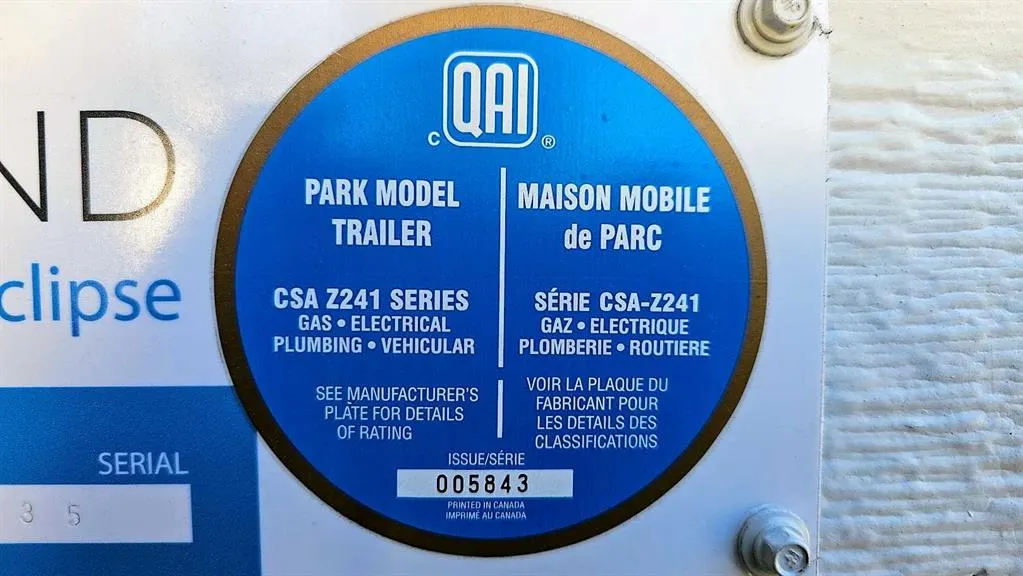 ND
clipse
SERIAL
3 5
QAI
C ®
PARK MODEL
TRAILER
CSA Z241 SERIES
GAS • ELECTRICAL
PLUMBING • VEHICULAR
SEE MANUFACTURER'S
PLATE FOR DETAILS
OF RATING
MAISON MOBILE
de PARC
SÉRIE CSA-Z241
GAZ • ELECTRIQUE
PLOMBERIE • ROUTIERE
VOIR LA PLAQUE DU
FABRICANT POUR
LES DETAILS DES
CLASSIFICATIONS
ISSUE/SÉRIE
005843
PRINTED IN CANADA
IMPRIMÉ AU CANADA